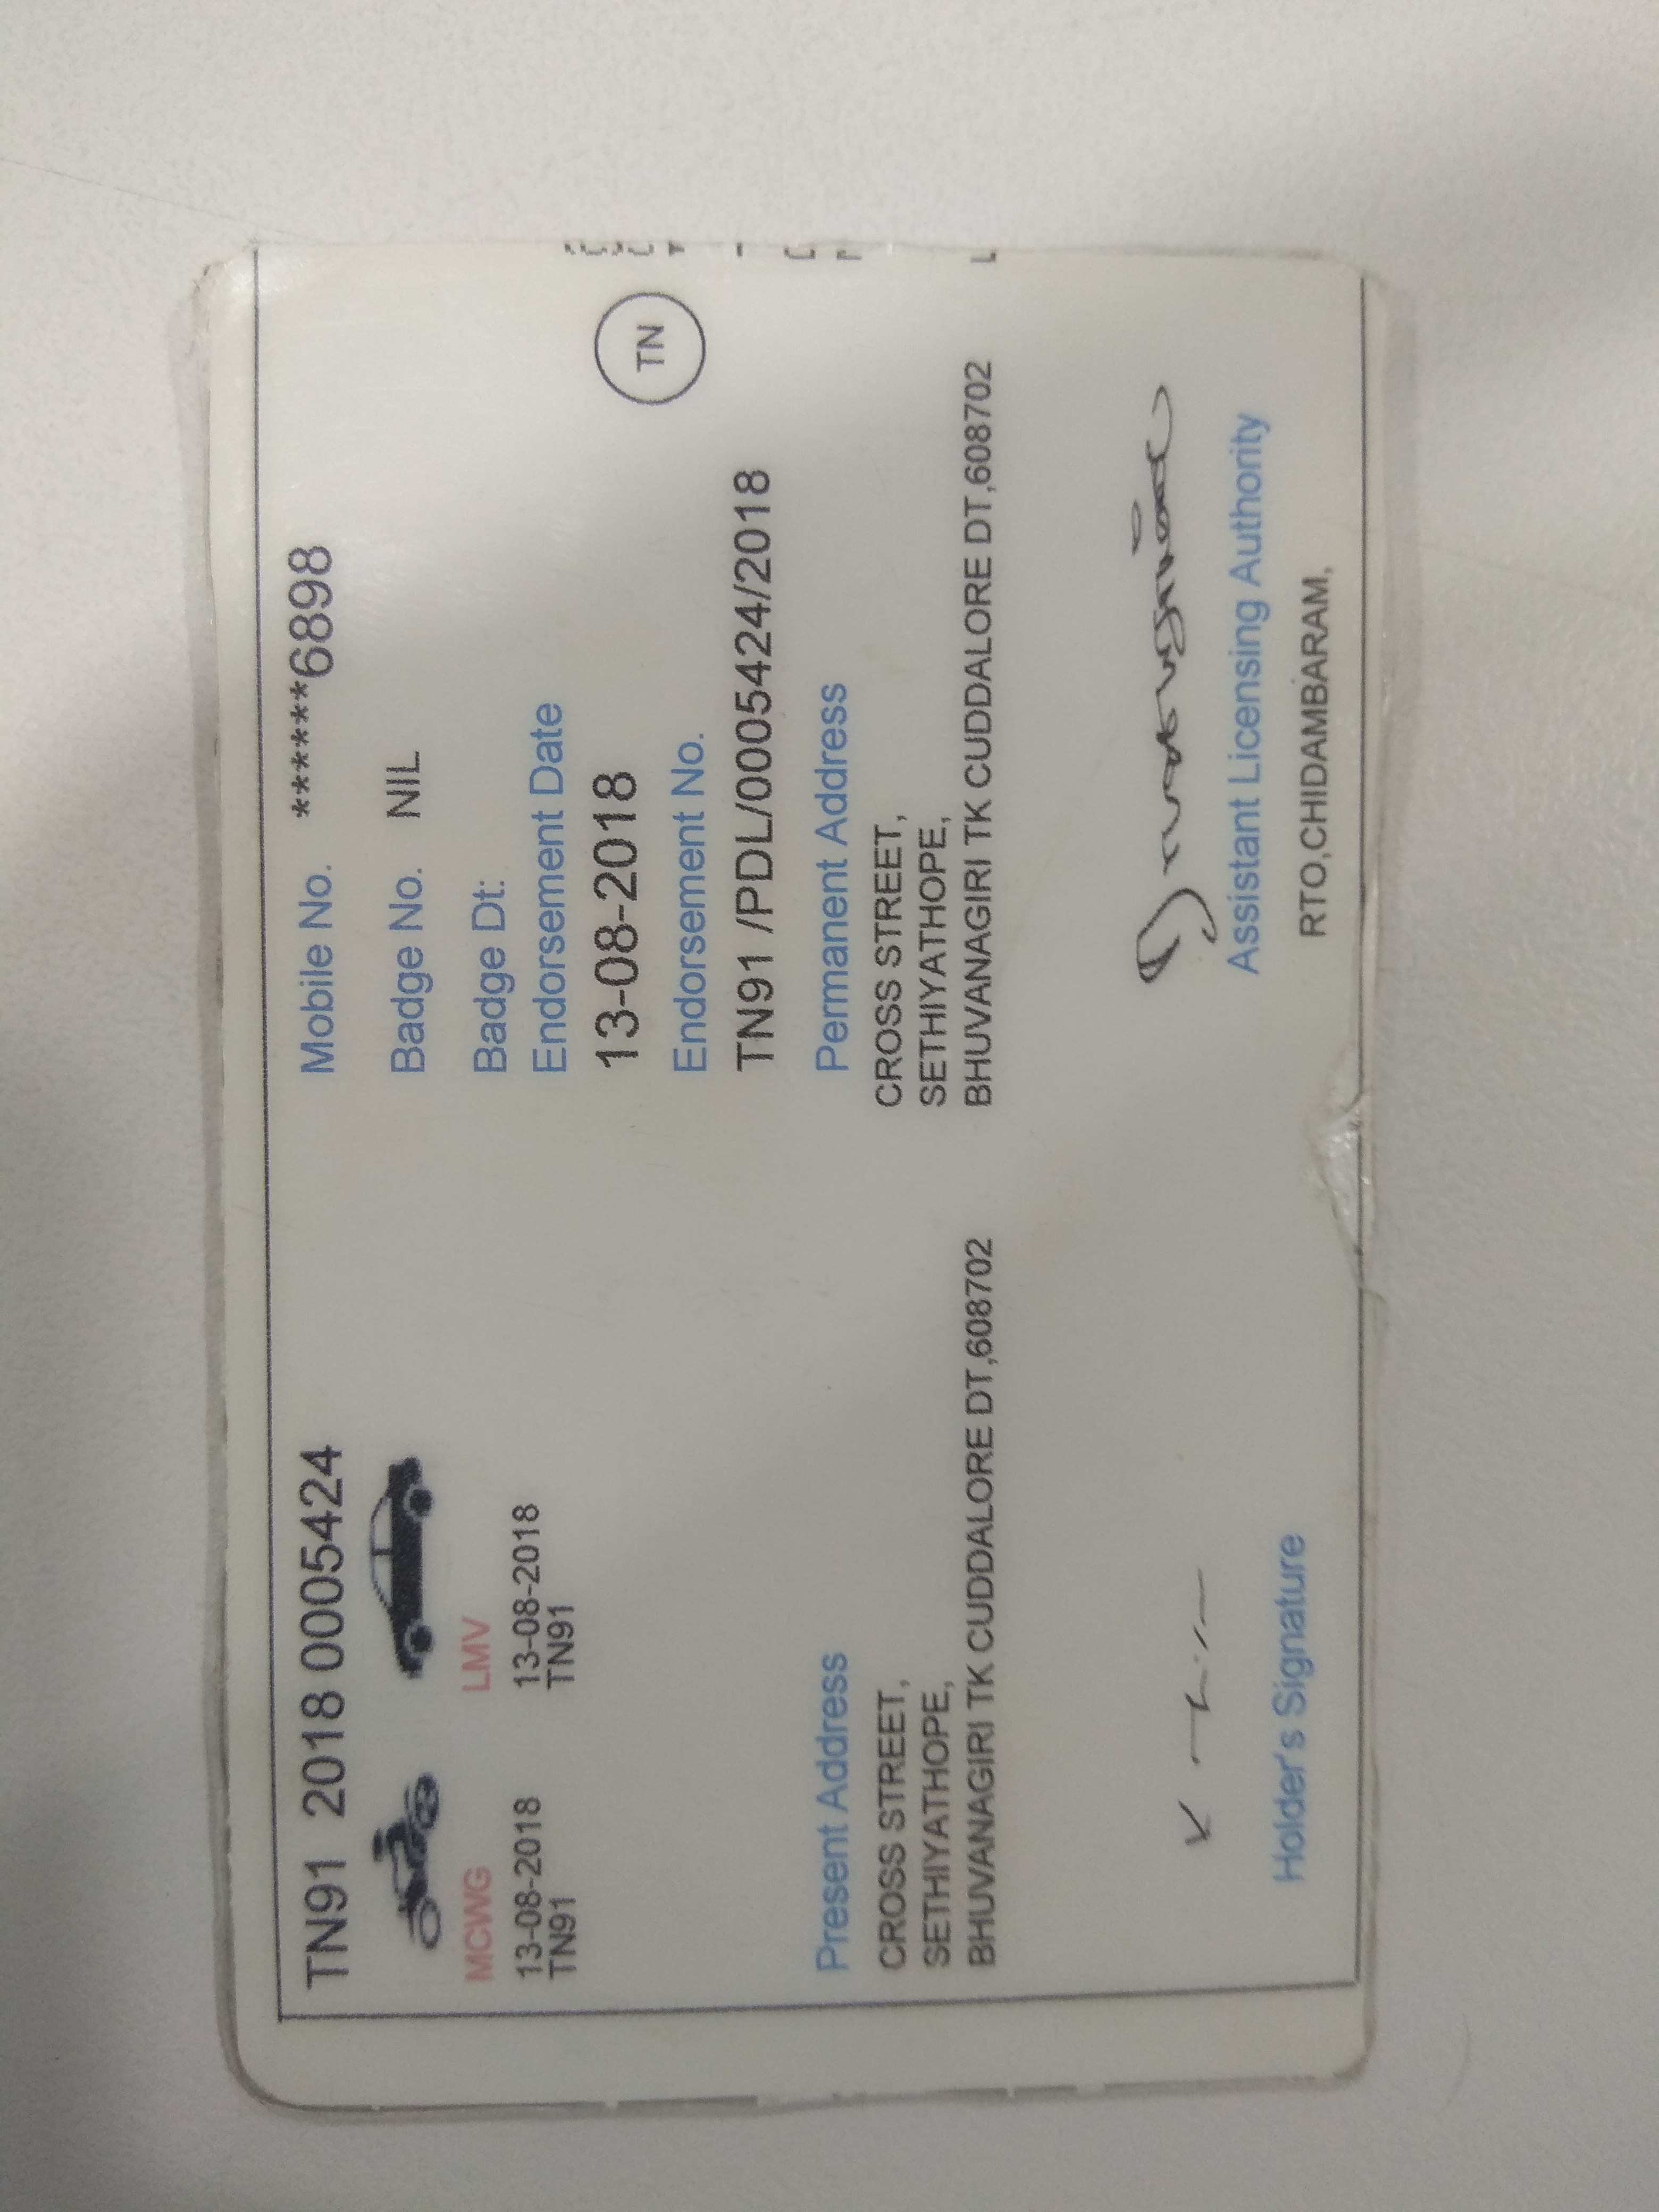 TN91 2018 0005424
MCWG
13-08-2018
TN91
LMV
13-08-2018
TN91
Mobile No. ******6898
Badge No. NIL
Badge Dt:
Endorsement Date
13-08-2018
TN
Endorsement No.
TN91 /PDL/0005424/2018
Present Address
CROSS STREET,
SETHIYATHOPE,
BHUVANAGIRI TK CUDDALORE DT,608702
Permanent Address
CROSS STREET,
SETHIYATHOPE,
BHUVANAGIRI TK CUDDALORE DT,608702
Holder's Signature
Assistant Licensing Authority
RTO,CHIDAMBARAM,